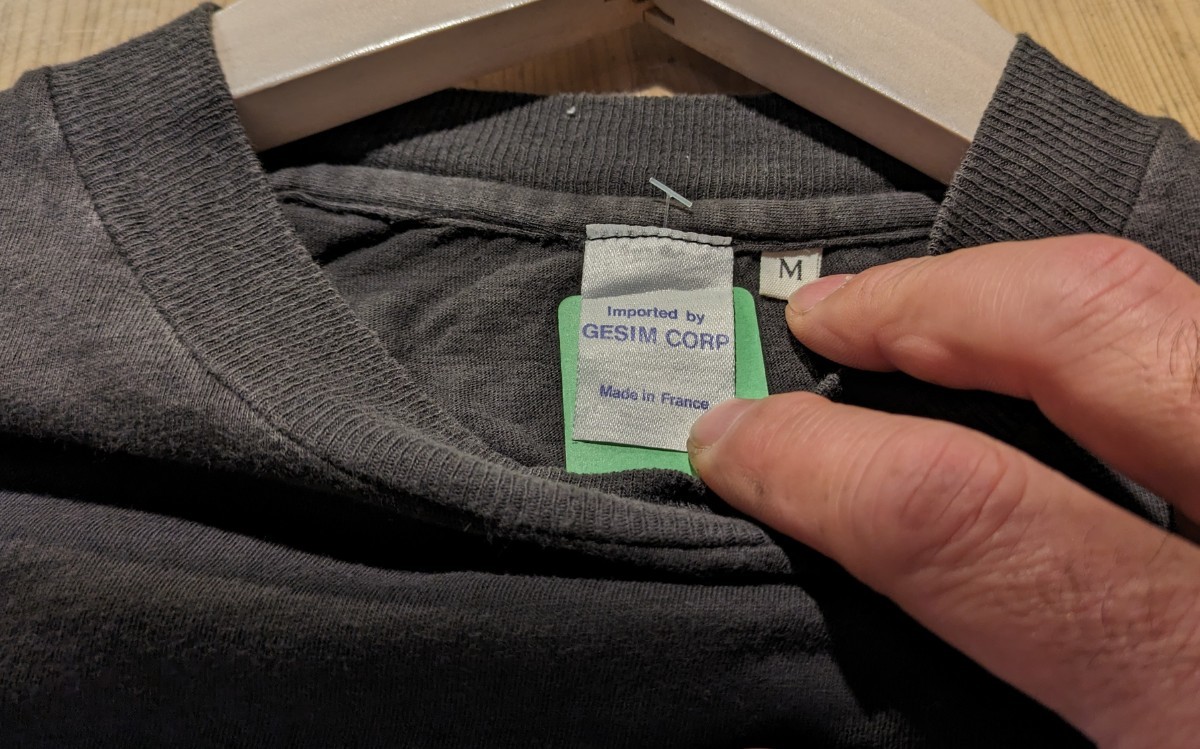 M
Imported by
GESIM CORP
Made in France